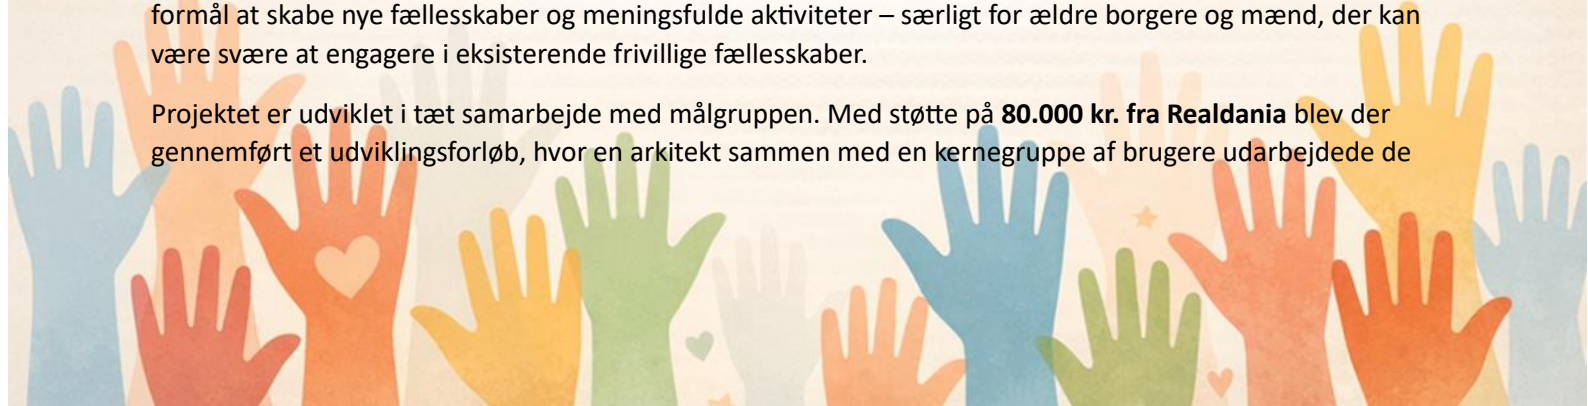 formål at skabe nye fællesskaber og meningsfulde aktiviteter – særligt for ældre borgere og mænd, der kan
være svære at engagere i eksisterende frivillige fællesskaber.
Projektet er udviklet i tæt samarbejde med målgruppen. Med støtte på 80.000 kr. fra Realdania blev der
gennemført et udviklingsforløb, hvor en arkitekt sammen med en kernegruppe af brugere udarbejdede de